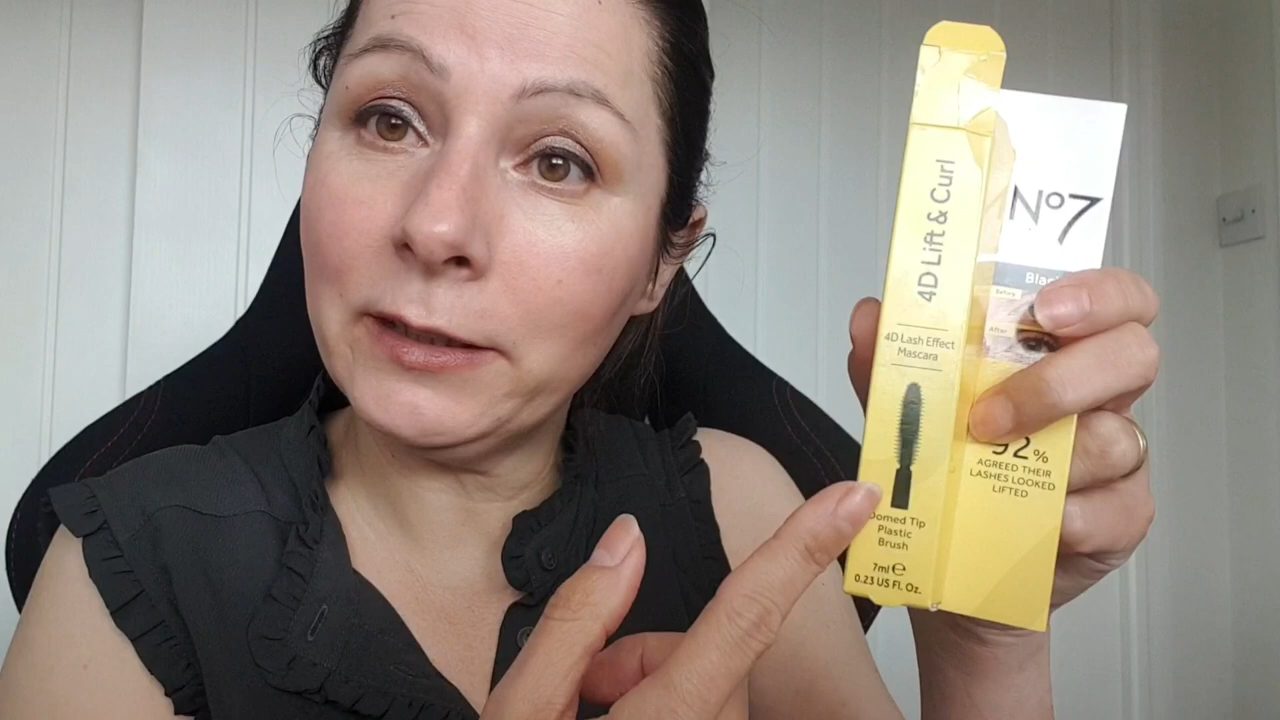 4D Lift & Curl
4D Lash Effect
Mascara
Domed Tip
Plastic
Brush
7ml ℮
0.23 US Fl. Oz.
Nº7
Before
After
92%
AGREED THEIR
LASHES LOOKED
LIFTED